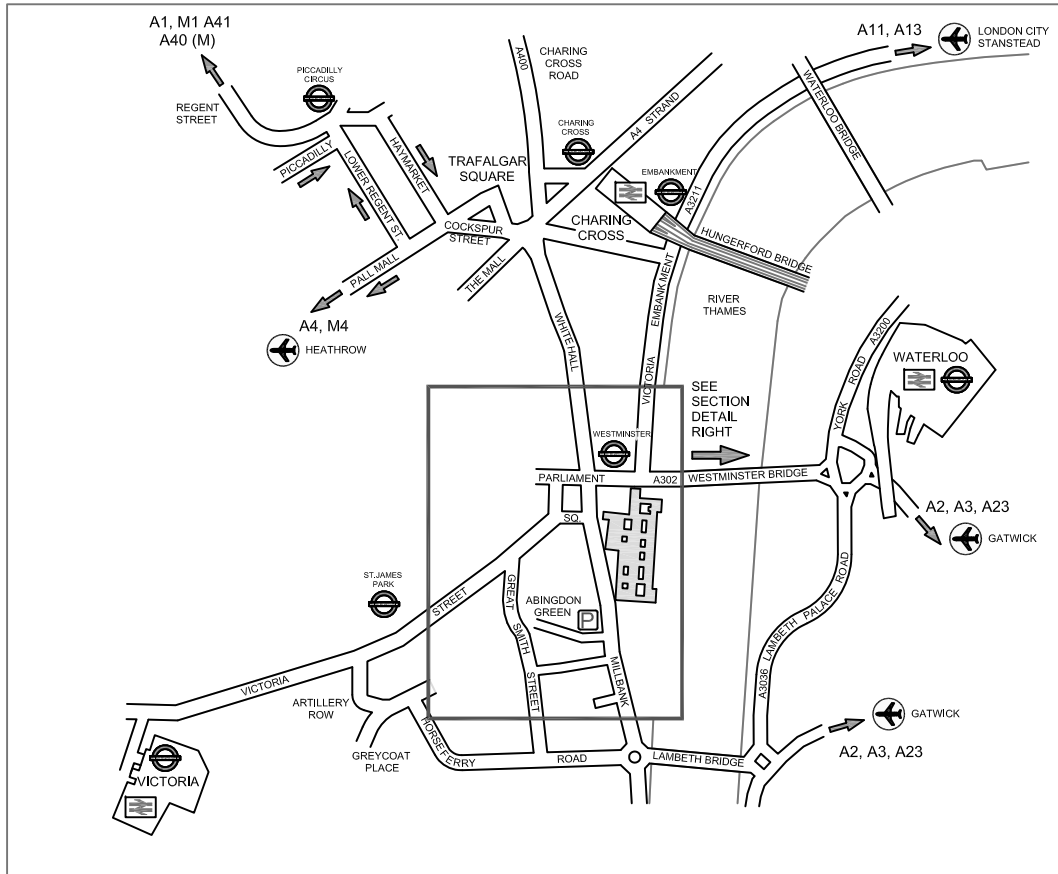 A1, M1 A41
A40 (M)
PICCADILLY
CIRCUS
REGENT
STREET
PICCADILLY
LOWER REGENT ST.
HAYMARKET
A400
CHARING
CROSS
ROAD
CHARING
CROSS
A4 STRAND
TRAFALGAR
SQUARE
A11, A13
LONDON CITY
STANSTEAD
WATERLOO BRIDGE
EMBANKMENT
A3211
COCKSPUR
STREET
CHARING
CROSS
HUNGERFORD BRIDGE
PALL MALL
THE MALL
A4, M4
HEATHROW
WHITE HALL
VICTORIA EMBANKMENT
RIVER
THAMES
YORK ROAD A3200
WATERLOO
SEE
SECTION
DETAIL
RIGHT
WESTMINSTER
PARLIAMENT
SQ.
A302 WESTMINSTER BRIDGE
A2, A3, A23
GATWICK
ST.JAMES
PARK
ABINGDON
GREEN
P
GREAT SMITH STREET
MILLBANK
A3036 LAMBETH PALACE ROAD
VICTORIA STREET
ARTILLERY
ROW
GREYCOAT
PLACE
HORSEFERRY ROAD
LAMBETH BRIDGE
GATWICK
A2, A3, A23
VICTORIA